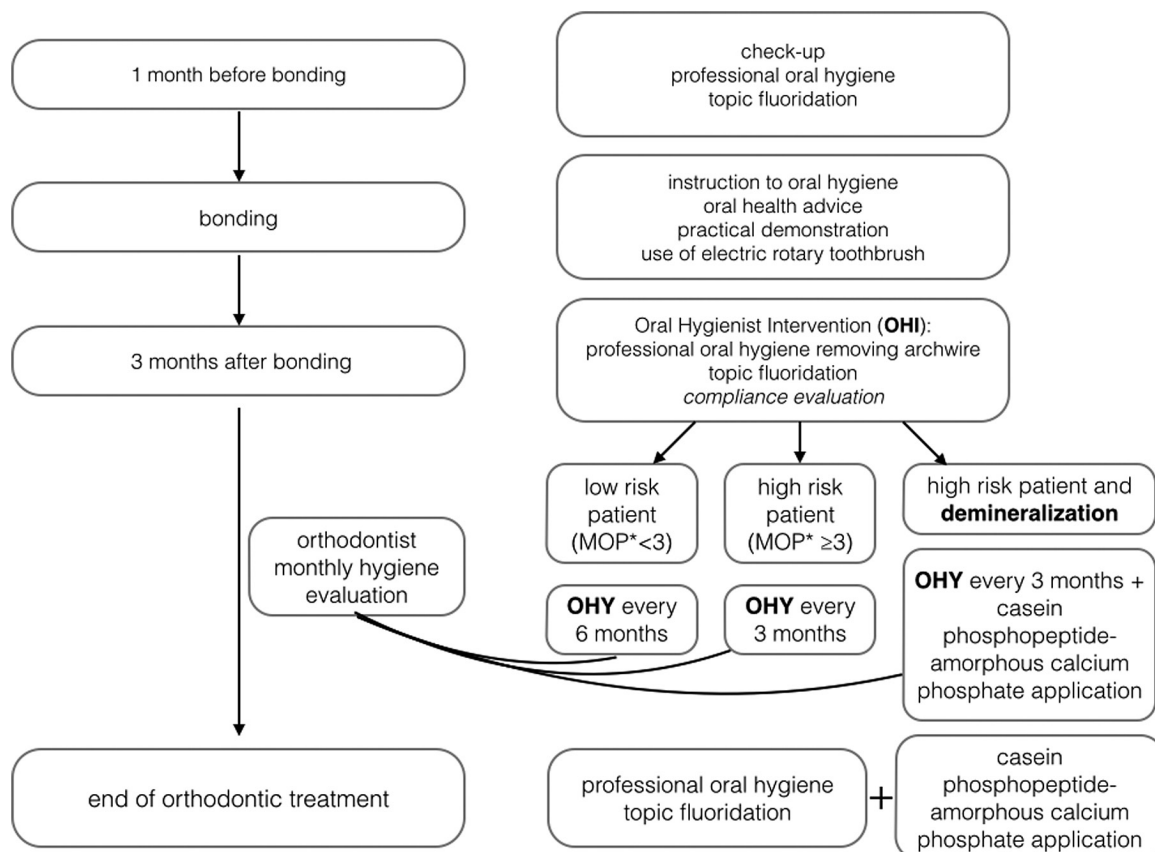 1 month before bonding
check-up
professional oral hygiene
topic fluoridation
bonding
instruction to oral hygiene
oral health advice
practical demonstration
use of electric rotary toothbrush
3 months after bonding
Oral Hygienist Intervention (OHI):
professional oral hygiene removing archwire
topic fluoridation
compliance evaluation
low risk
patient
(MOP*<3)
high risk
patient
(MOP* ≥3)
high risk patient and
demineralization
orthodontist
monthly hygiene
evaluation
OHY every
6 months
OHY every
3 months
OHY every 3 months +
casein
phosphopeptide-
amorphous calcium
phosphate application
end of orthodontic treatment
professional oral hygiene
topic fluoridation
+
casein
phosphopeptide-
amorphous calcium
phosphate application